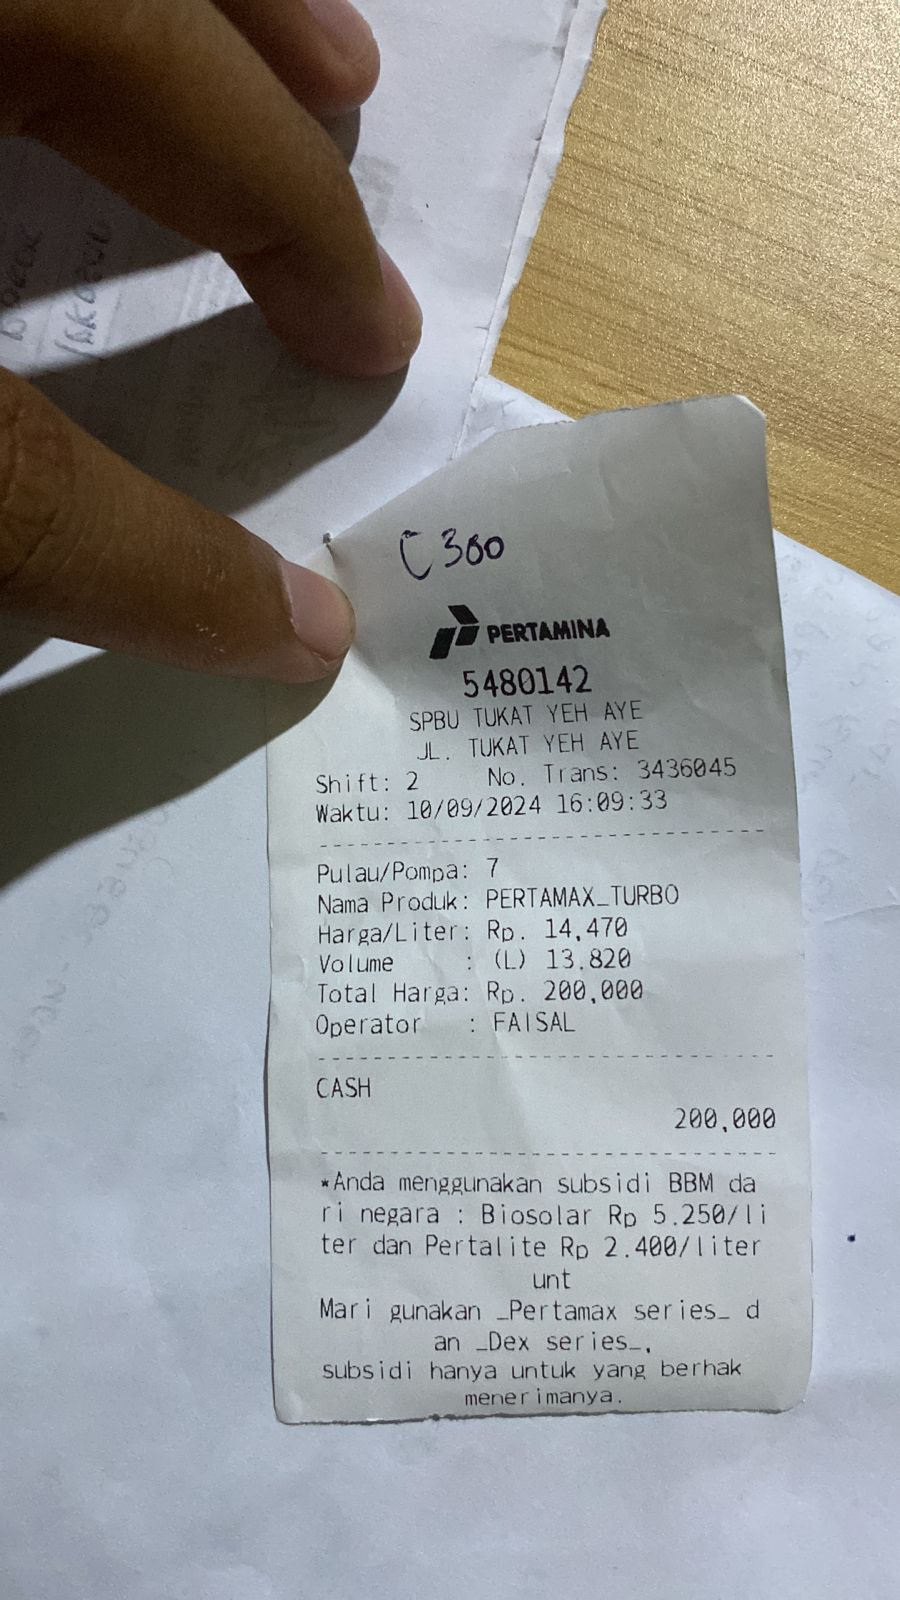 C 300
PERTAMINA
5480142
SPBU TUKAT YEH AYE
JL. TUKAT YEH AYE
Shift: 2 No. Trans: 3436045
Waktu: 10/09/2024 16:09:33
Pulau/Pompa: 7
Nama Produk: PERTAMAX_TURBO
Harga/Liter: Rp. 14,470
Volume : (L) 13.820
Total Harga: Rp. 200,000
Operator : FAISAL
CASH
200,000
*Anda menggunakan subsidi BBM da
ri negara : Biosolar Rp 5.250/li
ter dan Pertalite Rp 2.400/liter
unt
Mari gunakan _Pertamax series_ d
an _Dex series_,
subsidi hanya untuk yang berhak
menerimanya.